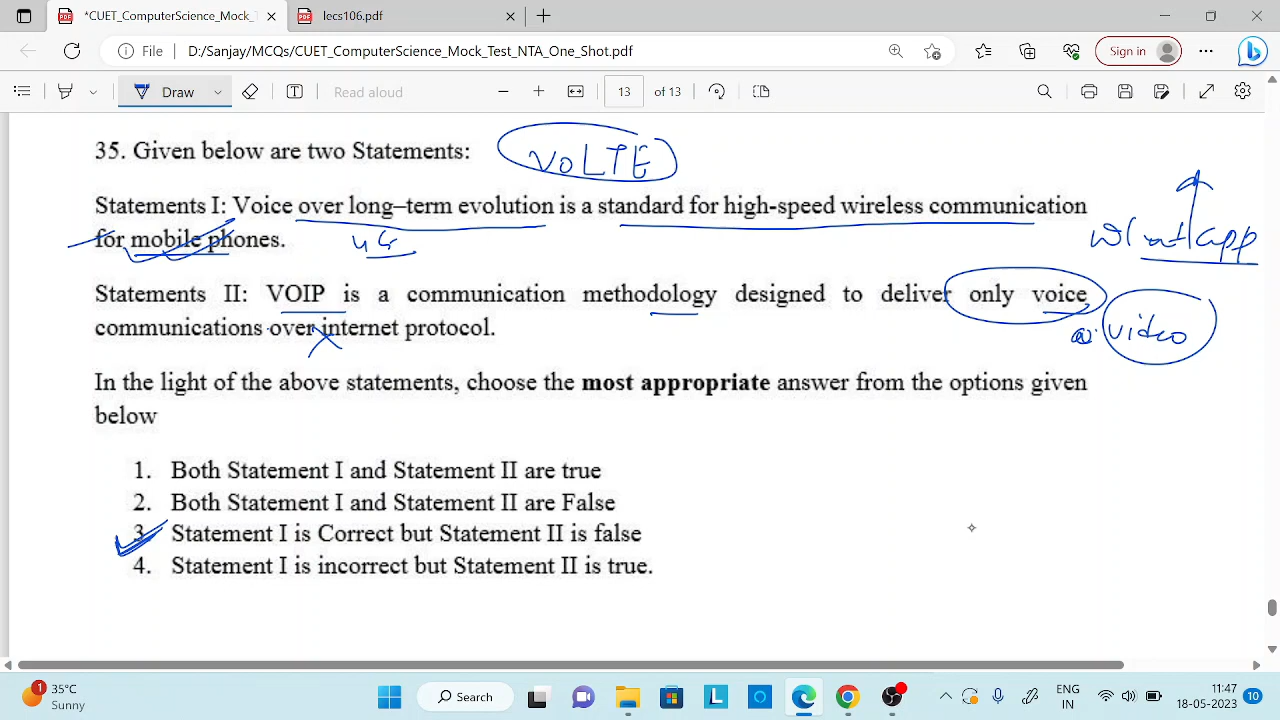 *CUET_ComputerScience_Mock_T
lecs106.pdf
File
D:/Sanjay/MCQs/CUET_ComputerScience_Mock_Test_NTA_One_Shot.pdf
Sign in
Draw
Read aloud
13
of 13
35. Given below are two Statements:
VoLTE
Statements I: Voice over long–term evolution is a standard for high-speed wireless communication
for mobile phones.
4G
Whatsapp
Statements II: VOIP is a communication methodology designed to deliver only voice
communications over internet protocol.
video
In the light of the above statements, choose the most appropriate answer from the options given
below
1. Both Statement I and Statement II are true
2. Both Statement I and Statement II are False
3. Statement I is Correct but Statement II is false
4. Statement I is incorrect but Statement II is true.
1
35°C
Sunny
Search
L
ENG
IN
11:47
18-05-2023
10